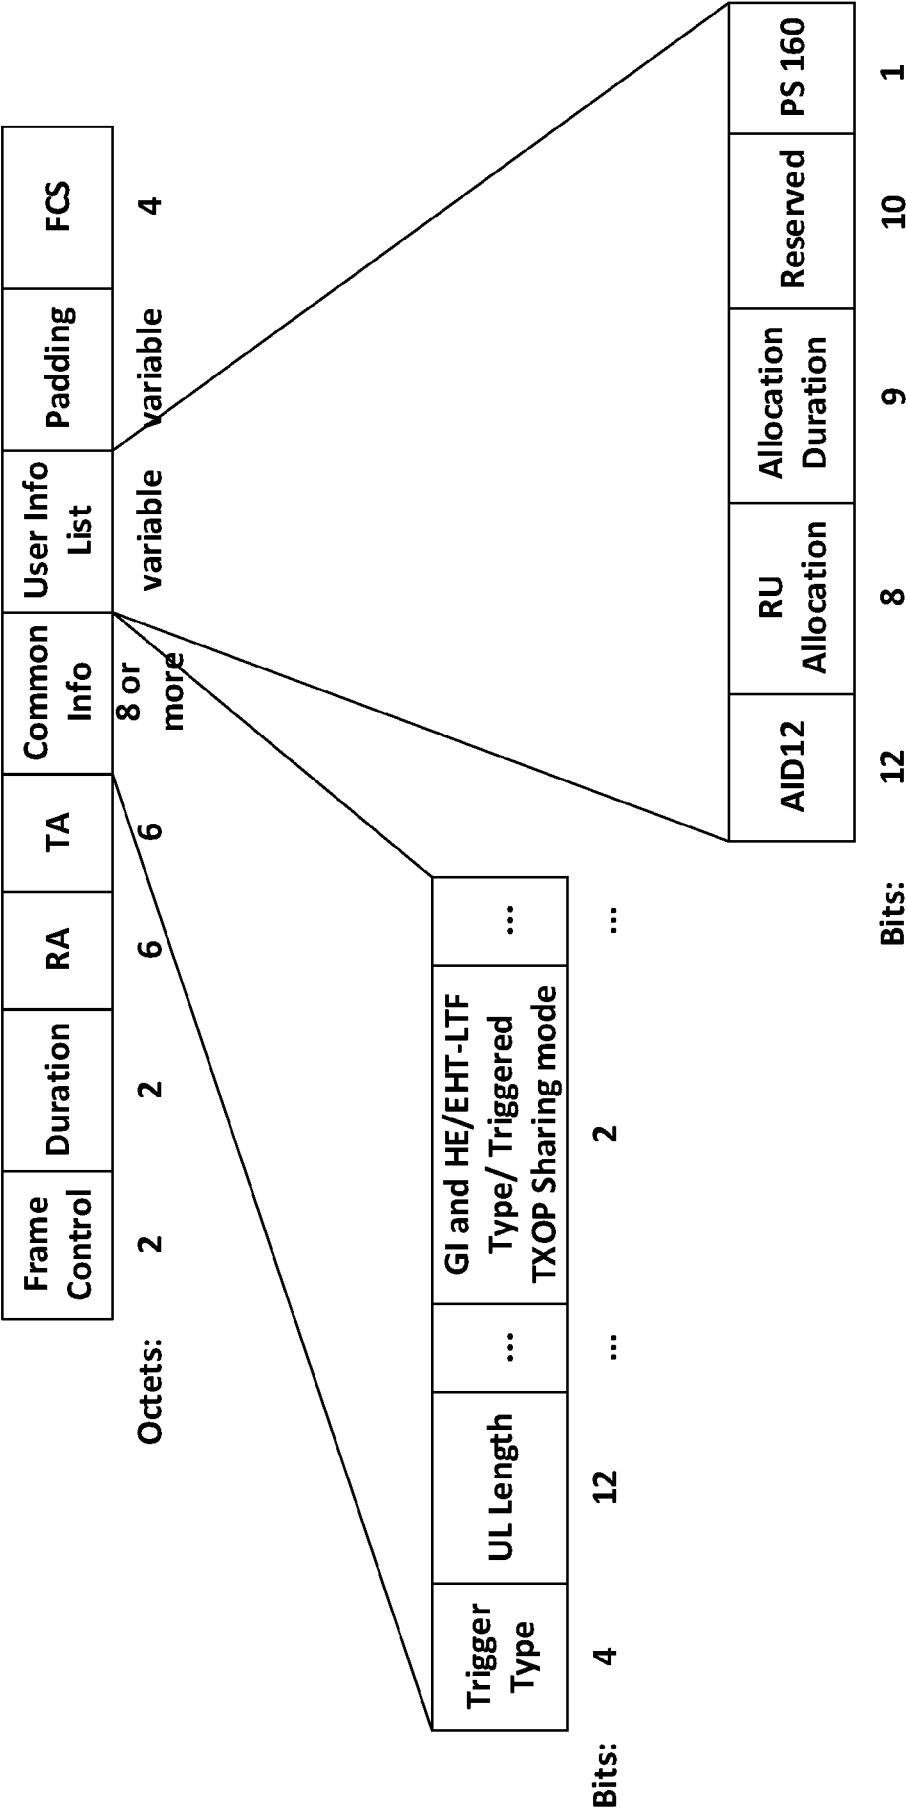 Frame
Control
Duration
RA
TA
Common
Info
User Info
List
Padding
FCS
Octets:
2
2
6
6
8 or
more
variable
variable
4
Trigger
Type
UL Length
...
GI and HE/EHT-LTF
Type/ Triggered
TXOP Sharing mode
...
Bits:
4
12
...
2
...
AID12
RU
Allocation
Allocation
Duration
Reserved
PS 160
Bits:
12
8
9
10
1